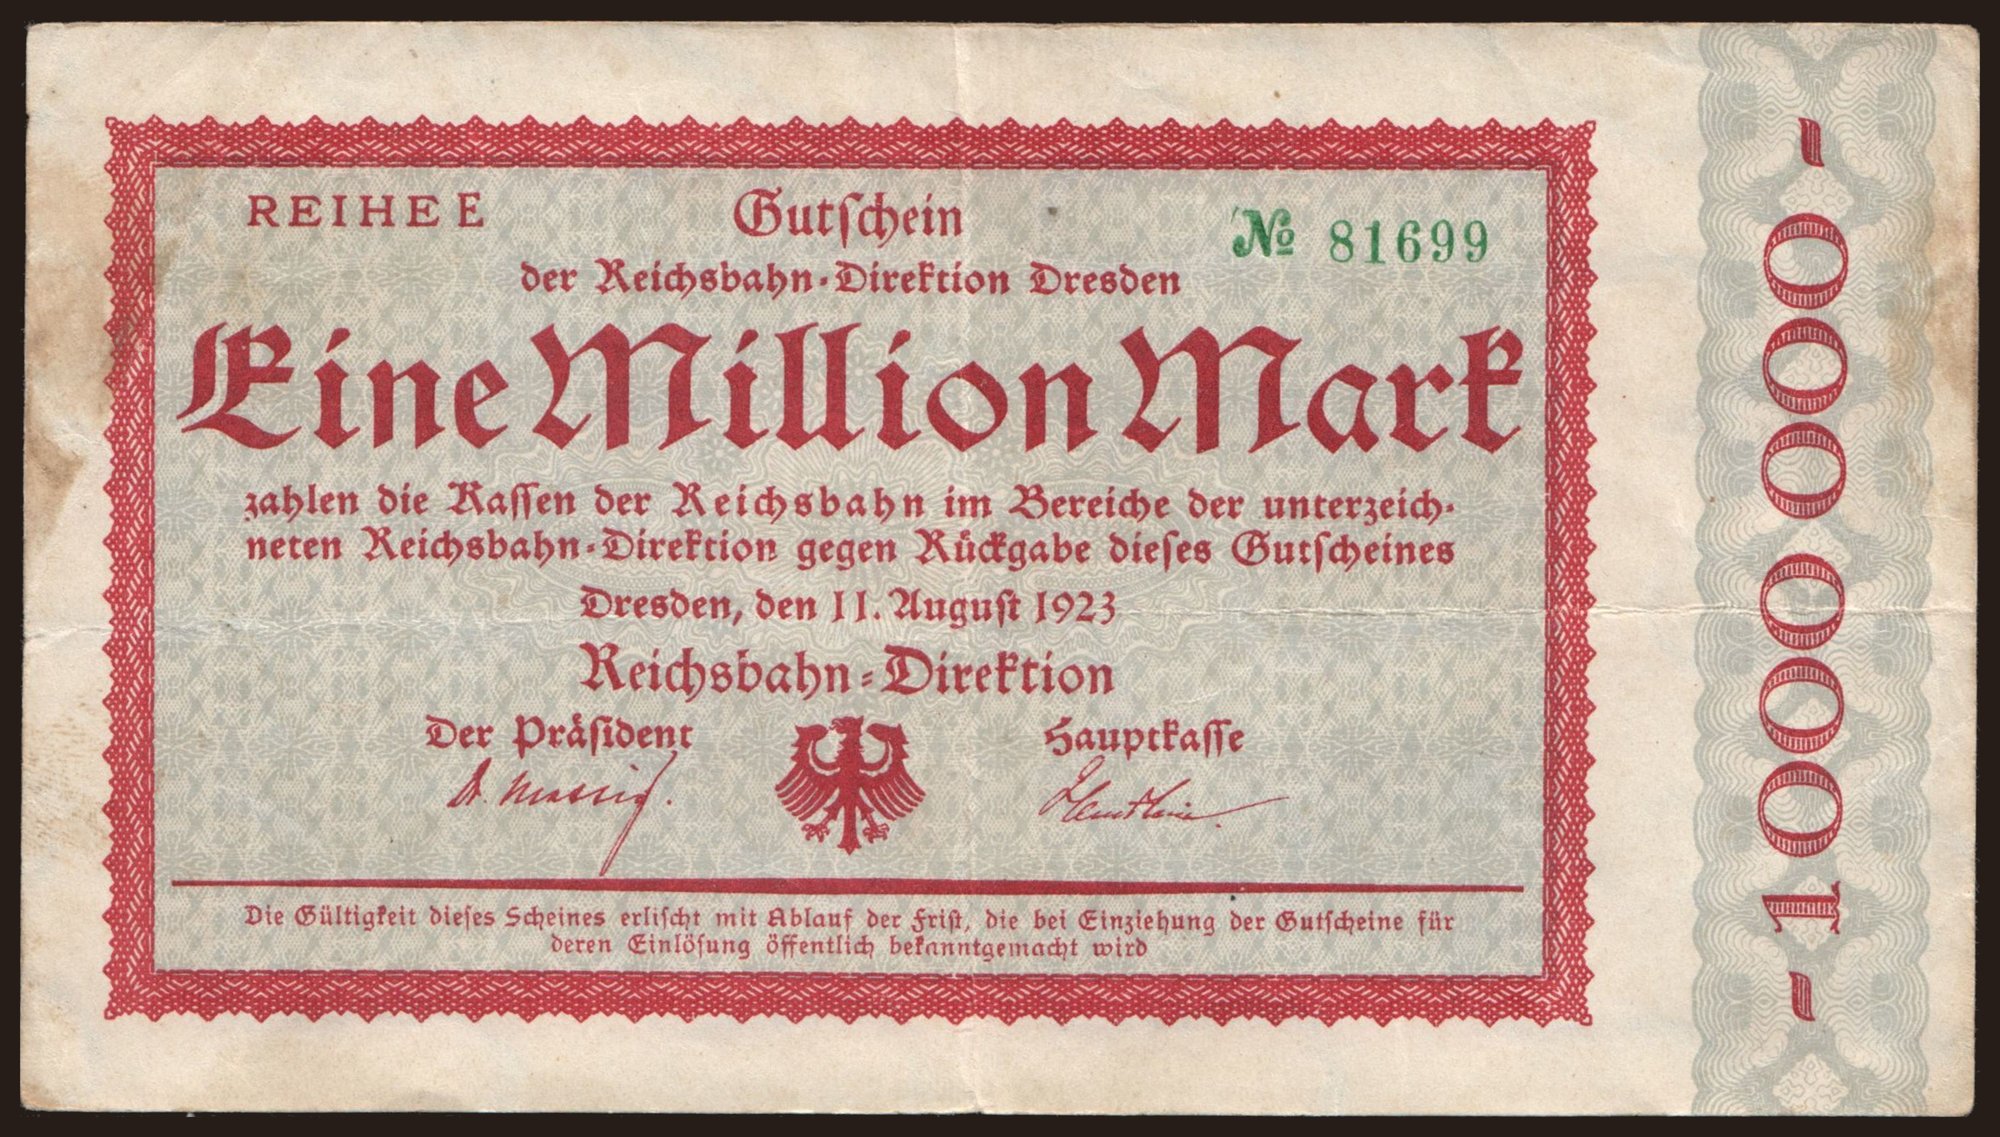 REIHE E
Gutschein
№ 81699
der Reichsbahn-Direktion Dresden
Eine Million Mark
zahlen die Kassen der Reichsbahn im Bereiche der unterzeich-
neten Reichsbahn-Direktion gegen Rückgabe dieses Gutscheines
Dresden, den 11. August 1923
Reichsbahn-Direktion
Der Präsident
Hauptkasse
Die Gültigkeit dieses Scheines erlischt mit Ablauf der Frist, die bei Einziehung der Gutscheine für
deren Einlösung öffentlich bekanntgemacht wird
- 1 000 000 -